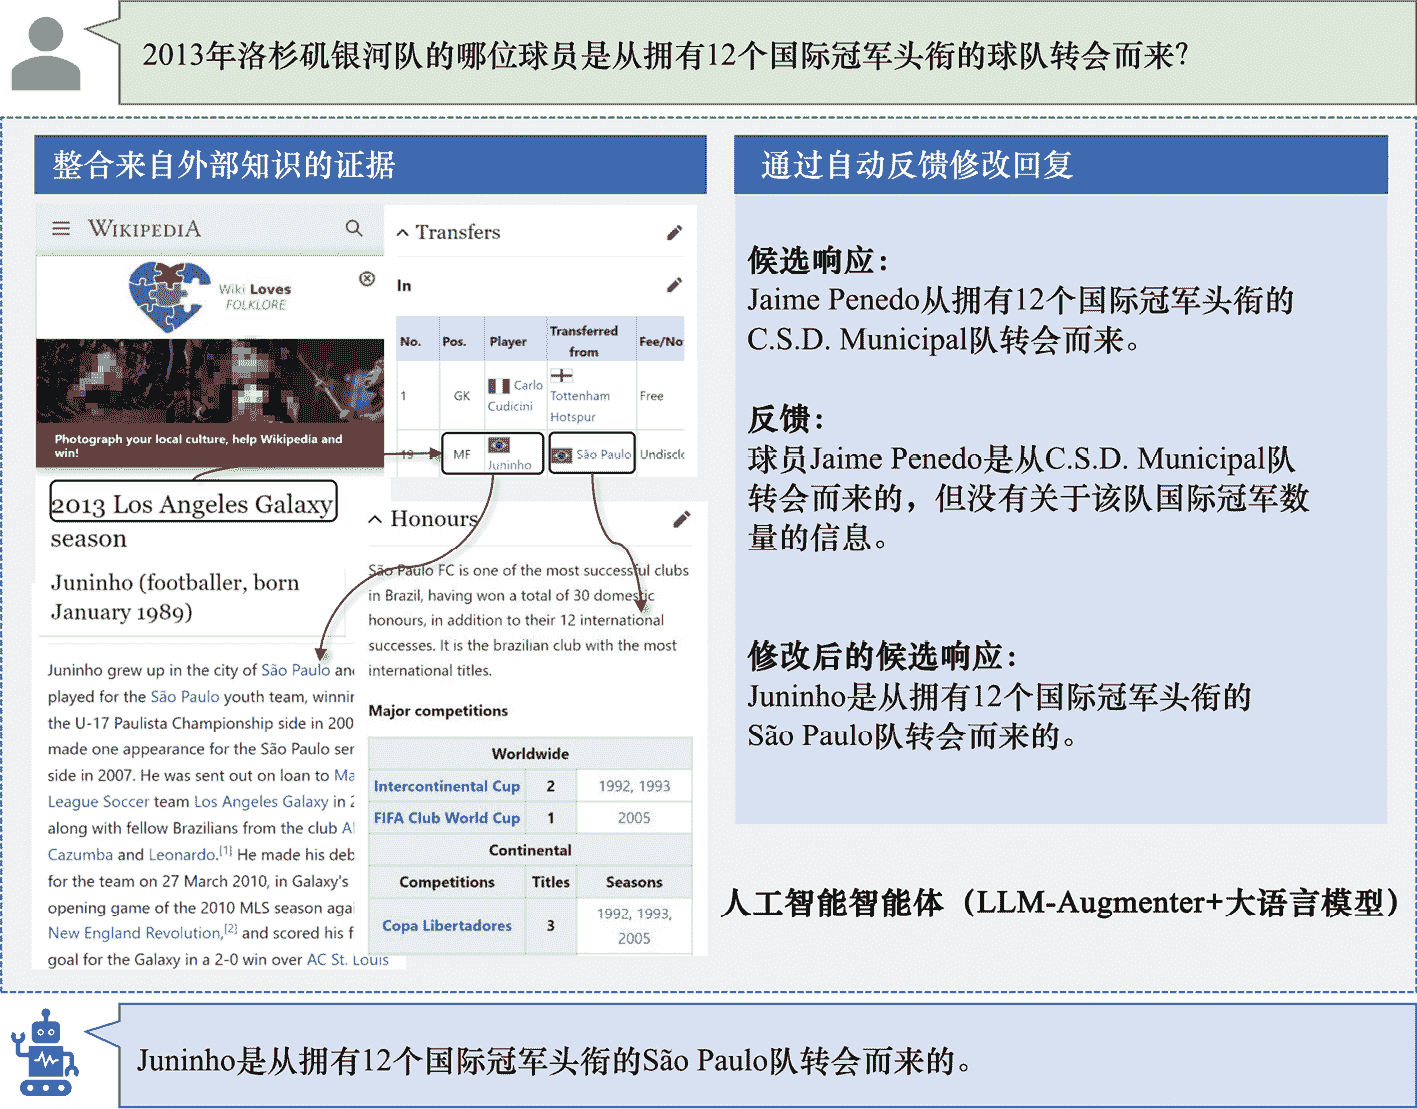 2013年洛杉矶银河队的哪位球员是从拥有12个国际冠军头衔的球队转会而来?
整合来自外部知识的证据
WIKIPEDIA
Wiki Loves
FOLKLORE
Photograph your local culture, help Wikipedia and
win!
2013 Los Angeles Galaxy
season
Juninho (footballer, born
January 1989)
Juninho grew up in the city of São Paulo and
played for the São Paulo youth team, winnin
the U-17 Paulista Championship side in 200
made one appearance for the São Paulo sen
side in 2007. He was sent out on loan to Ma
League Soccer team Los Angeles Galaxy in 2
along with fellow Brazilians from the club Al
Cazumba and Leonardo.[1] He made his deb
for the team on 27 March 2010, in Galaxy's
opening game of the 2010 MLS season agai
New England Revolution,[2] and scored his f
goal for the Galaxy in a 2-0 win over AC St. Louis
Transfers
In
No. Pos. Player Transferred from Fee/No
1 GK Carlo Cudicini Tottenham Hotspur Free
19 MF Juninho São Paulo Undisclo
Honours
São Paulo FC is one of the most successful clubs
in Brazil, having won a total of 30 domestic
honours, in addition to their 12 international
successes. It is the brazilian club with the most
international titles.
Major competitions
Worldwide
Intercontinental Cup 2 1992, 1993
FIFA Club World Cup 1 2005
Continental
Competitions Titles Seasons
Copa Libertadores 3 1992, 1993, 2005
通过自动反馈修改回复
候选响应：
Jaime Penedo从拥有12个国际冠军头衔的
C.S.D. Municipal队转会而来。
反馈：
球员Jaime Penedo是从C.S.D. Municipal队
转会而来的，但没有关于该队国际冠军数
量的信息。
修改后的候选响应：
Juninho是从拥有12个国际冠军头衔的
São Paulo队转会而来的。
人工智能智能体（LLM-Augmenter+大语言模型）
Juninho是从拥有12个国际冠军头衔的São Paulo队转会而来的。